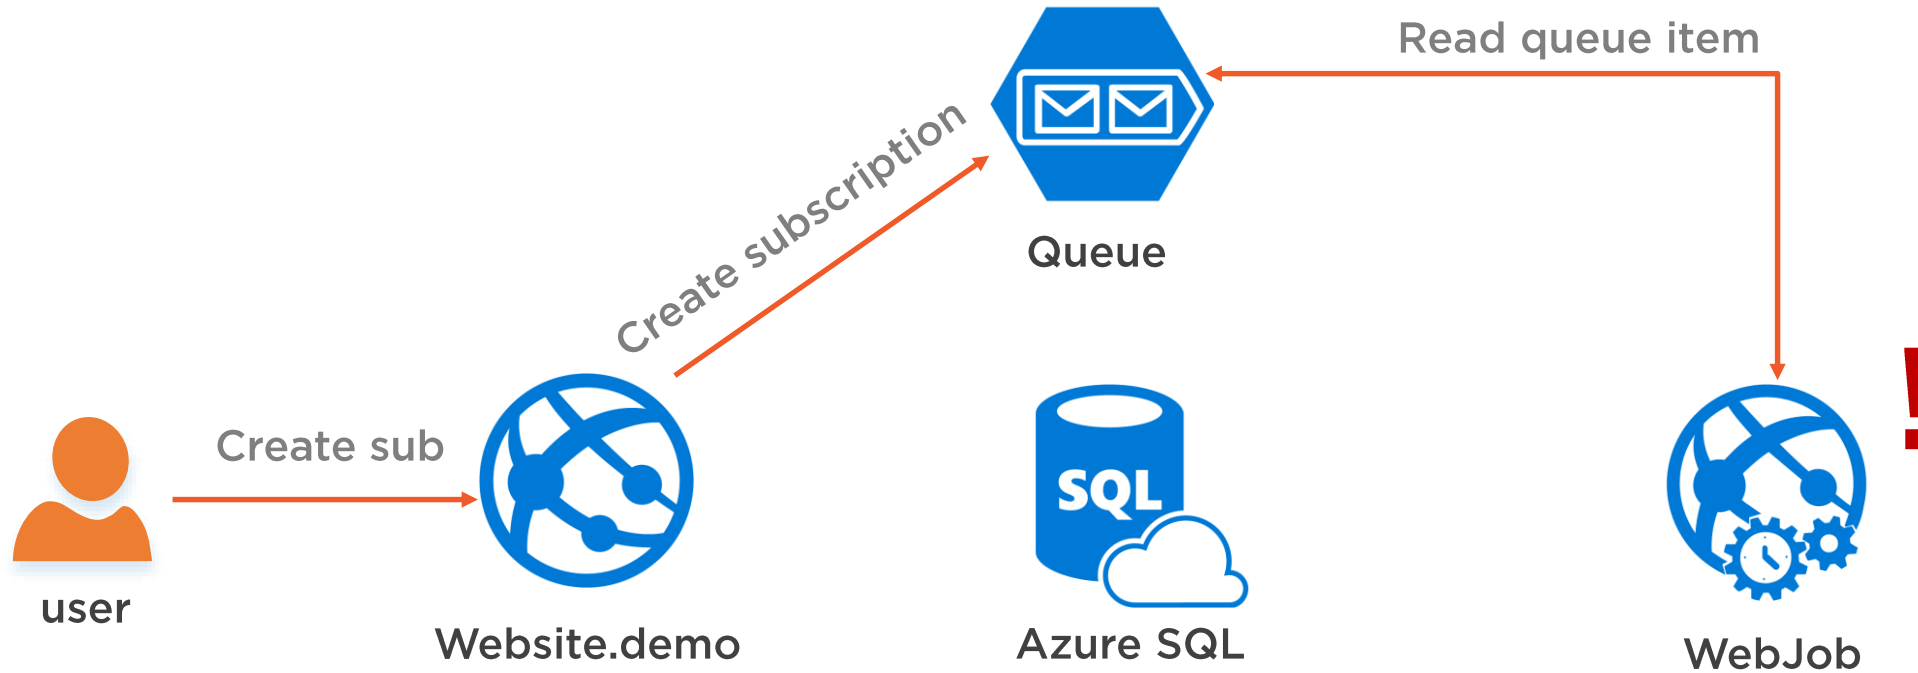 Read queue item
Create subscription
Queue
Create sub
SQL
!
user
Website.demo
Azure SQL
WebJob